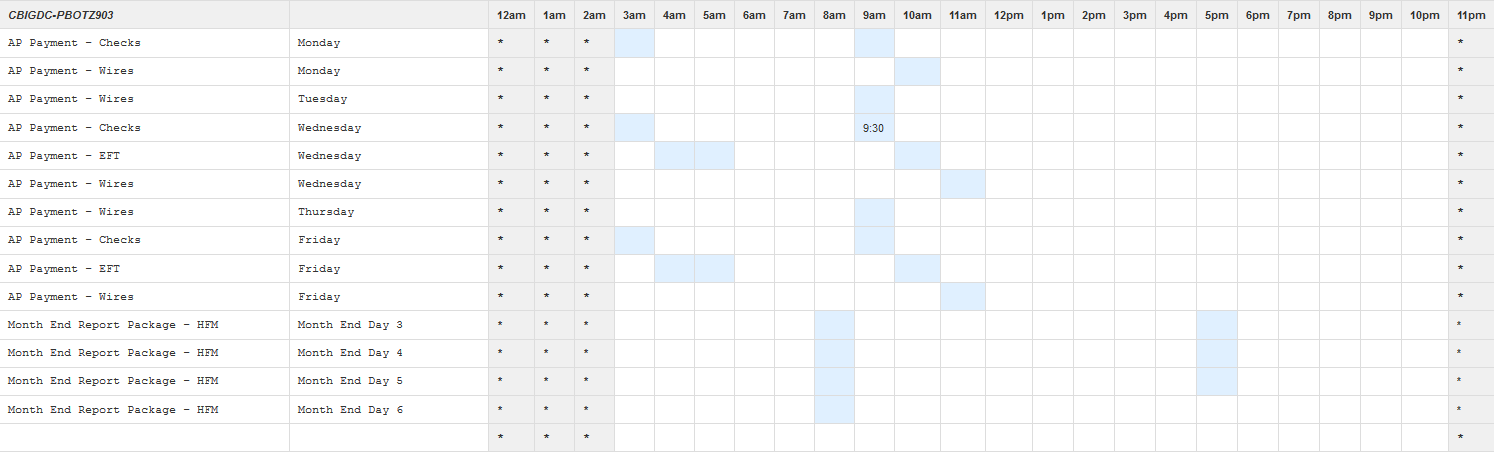 CBIGDC-PBOTZ903 12am 1am 2am 3am 4am 5am 6am 7am 8am 9am 10am 11am 12pm 1pm 2pm 3pm 4pm 5pm 6pm 7pm 8pm 9pm 10pm 11pm
AP Payment - Checks Monday * * * *
AP Payment - Wires Monday * * * *
AP Payment - Wires Tuesday * * * *
AP Payment - Checks Wednesday * * * 9:30 *
AP Payment - EFT Wednesday * * * *
AP Payment - Wires Wednesday * * * *
AP Payment - Wires Thursday * * * *
AP Payment - Checks Friday * * * *
AP Payment - EFT Friday * * * *
AP Payment - Wires Friday * * * *
Month End Report Package - HFM Month End Day 3 * * * *
Month End Report Package - HFM Month End Day 4 * * * *
Month End Report Package - HFM Month End Day 5 * * * *
Month End Report Package - HFM Month End Day 6 * * * *
* * * *